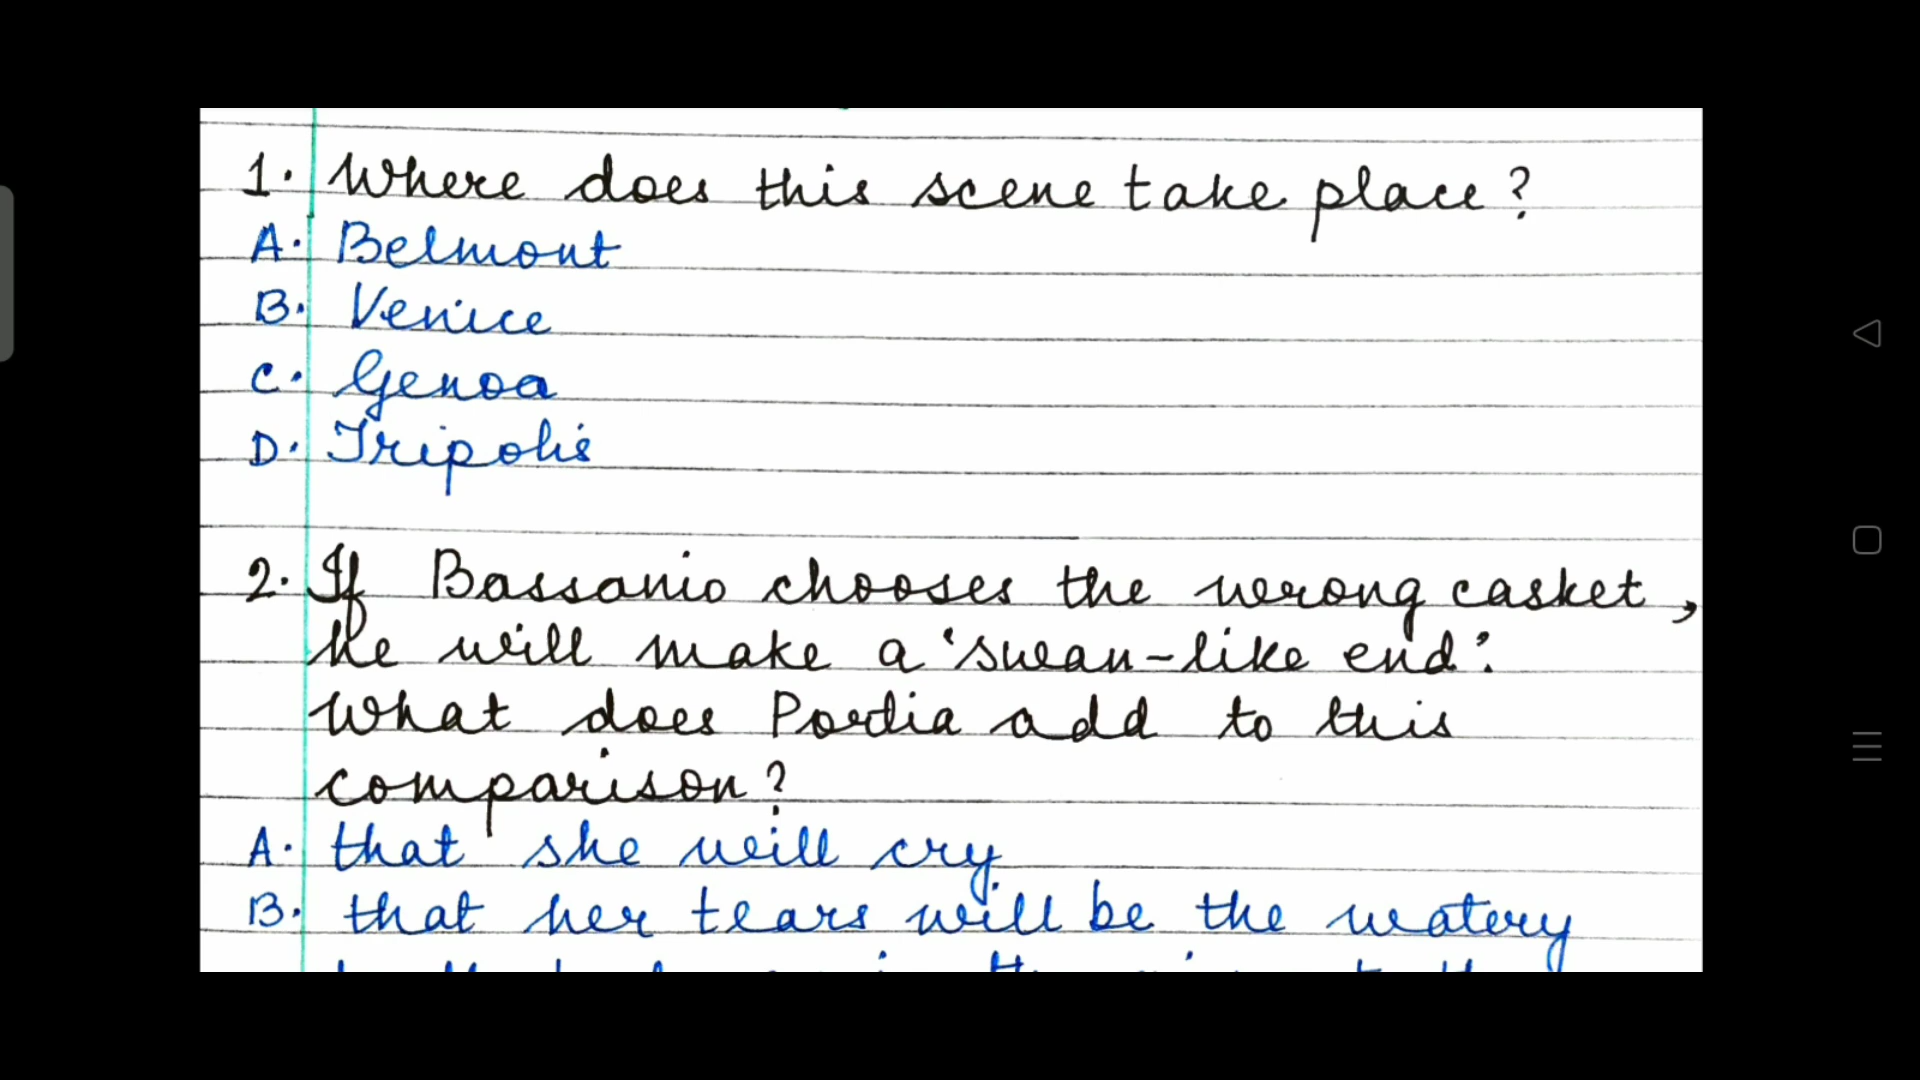 1. Where does this scene take place?
A. Belmont
B. Venice
C. Genoa
D. Tripolis
2. If Bassanio chooses the wrong casket,
he will make a 'swan-like end'.
What does Portia add to this
comparison?
A. that she will cry
B. that her tears will be the watery